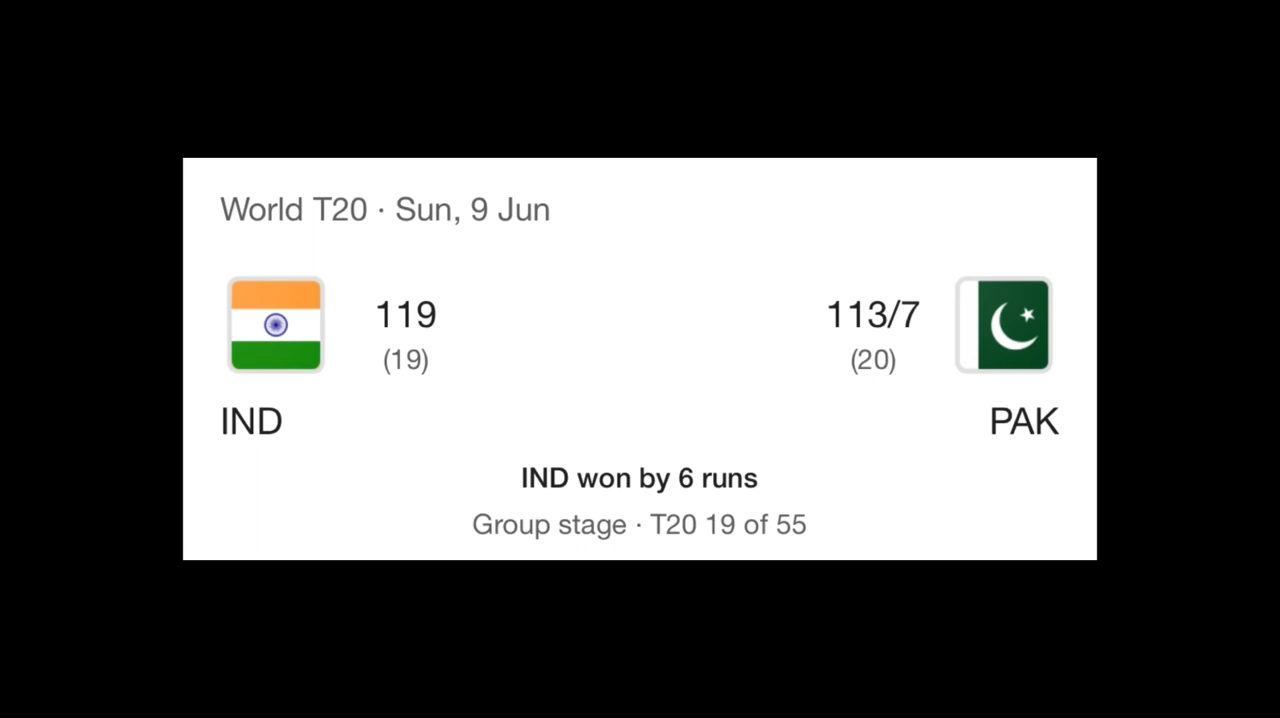 World T20 · Sun, 9 Jun
119 113/7
(19) (20)
IND PAK
IND won by 6 runs
Group stage · T20 19 of 55